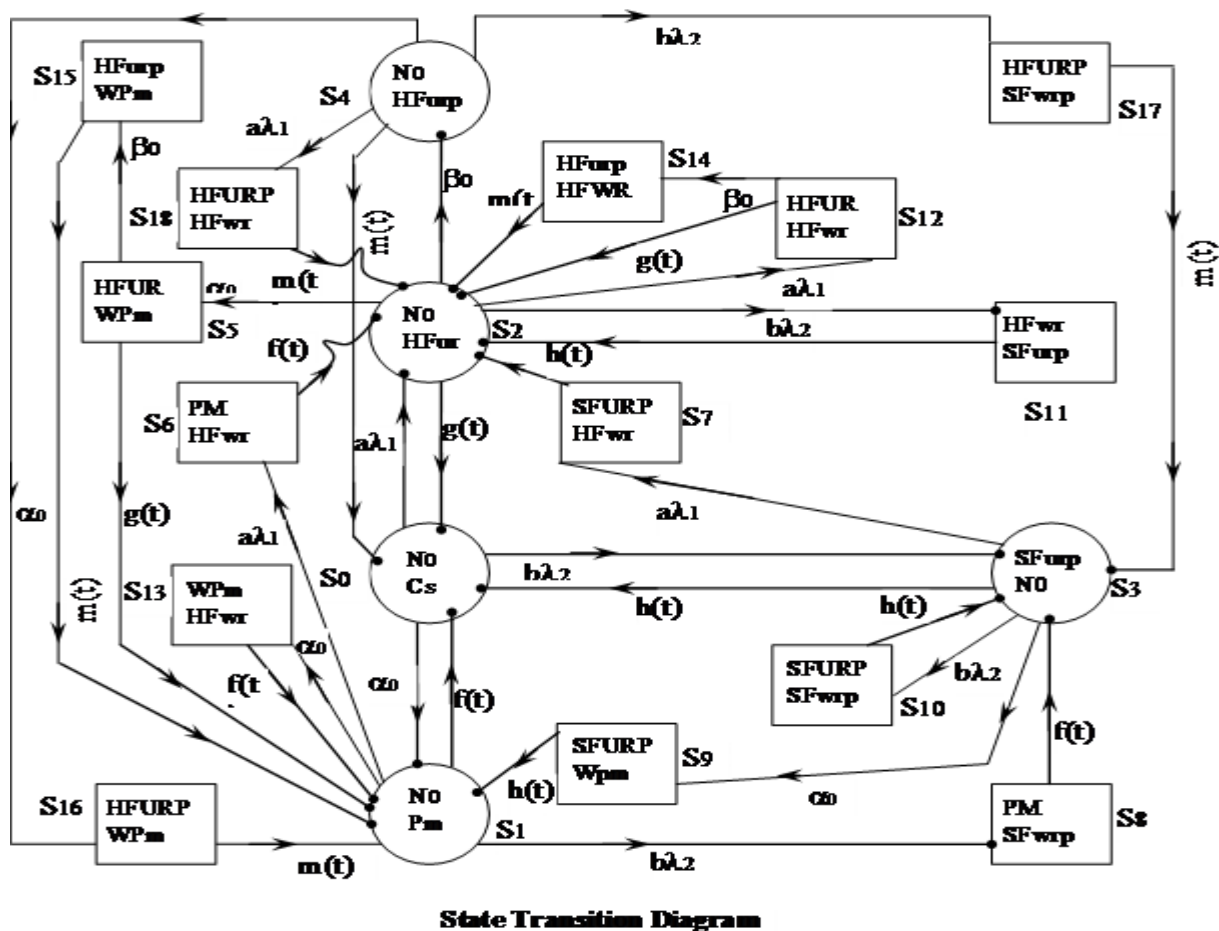 bλ2
S15
HFurp
WPm
S4
N0
HFurp
HFURP
SFwrp
S17
aλ1
β0
β0
HFurp
HFWR
S14
HFURP
HFwr
S18
m(t)
m(t
β0
HFUR
HFwr
S12
g(t)
m(t)
m(t
aλ1
HFUR
WPm
S5
α0
N0
HFur
S2
bλ2
HFwr
SFurp
S11
f(t)
h(t)
PM
HFwr
S6
SFURP
HFwr
S7
aλ1
g(t)
α0
g(t)
aλ1
aλ1
S0
N0
Cs
bλ2
h(t)
SFurp
N0
S3
m(t)
S13
WPm
HFwr
α0
f(t
α0
f(t)
h(t)
SFURP
SFwrp
bλ2
S10
SFURP
Wpm
S9
f(t)
h(t)
α0
S16
HFURP
WPm
N0
Pm
S1
PM
SFwrp
S8
m(t)
bλ2
State Transition Diagram